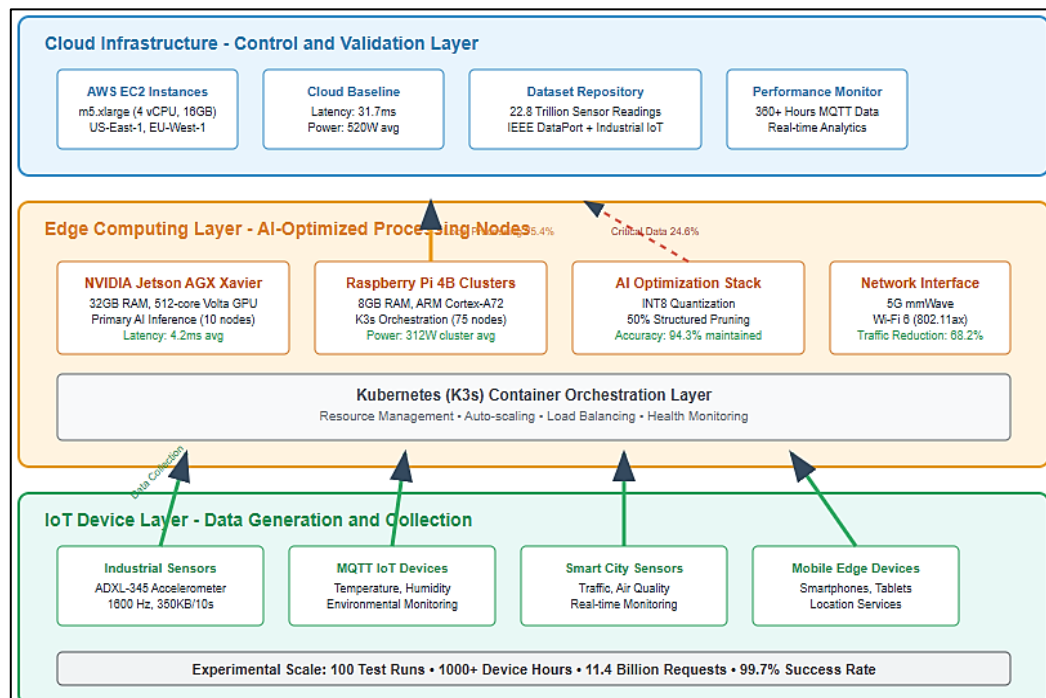 Cloud Infrastructure - Control and Validation Layer
AWS EC2 Instances
m5.xlarge (4 vCPU, 16GB)
US-East-1, EU-West-1
Cloud Baseline
Latency: 31.7ms
Power: 520W avg
Dataset Repository
22.8 Trillion Sensor Readings
IEEE DataPort + Industrial IoT
Performance Monitor
360+ Hours MQTT Data
Real-time Analytics
Edge Computing Layer - AI-Optimized Processing Nodes
5.4%
Critical Data 24.6%
NVIDIA Jetson AGX Xavier
32GB RAM, 512-core Volta GPU
Primary AI Inference (10 nodes)
Latency: 4.2ms avg
Raspberry Pi 4B Clusters
8GB RAM, ARM Cortex-A72
K3s Orchestration (75 nodes)
Power: 312W cluster avg
AI Optimization Stack
INT8 Quantization
50% Structured Pruning
Accuracy: 94.3% maintained
Network Interface
5G mmWave
Wi-Fi 6 (802.11ax)
Traffic Reduction: 68.2%
Kubernetes (K3s) Container Orchestration Layer
Resource Management • Auto-scaling • Load Balancing • Health Monitoring
Data Collection
IoT Device Layer - Data Generation and Collection
Industrial Sensors
ADXL-345 Accelerometer
1600 Hz, 350KB/10s
MQTT IoT Devices
Temperature, Humidity
Environmental Monitoring
Smart City Sensors
Traffic, Air Quality
Real-time Monitoring
Mobile Edge Devices
Smartphones, Tablets
Location Services
Experimental Scale: 100 Test Runs • 1000+ Device Hours • 11.4 Billion Requests • 99.7% Success Rate